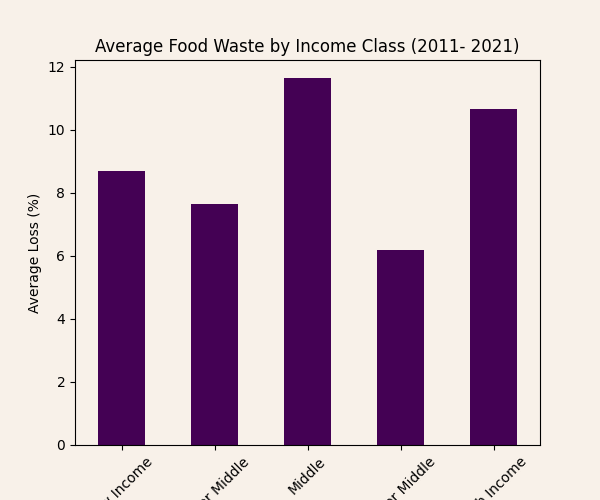 Average Food Waste by Income Class (2011- 2021)
12
10
8
6
4
2
0
Average Loss (%)
Income
Middle
Middle
Middle
Income